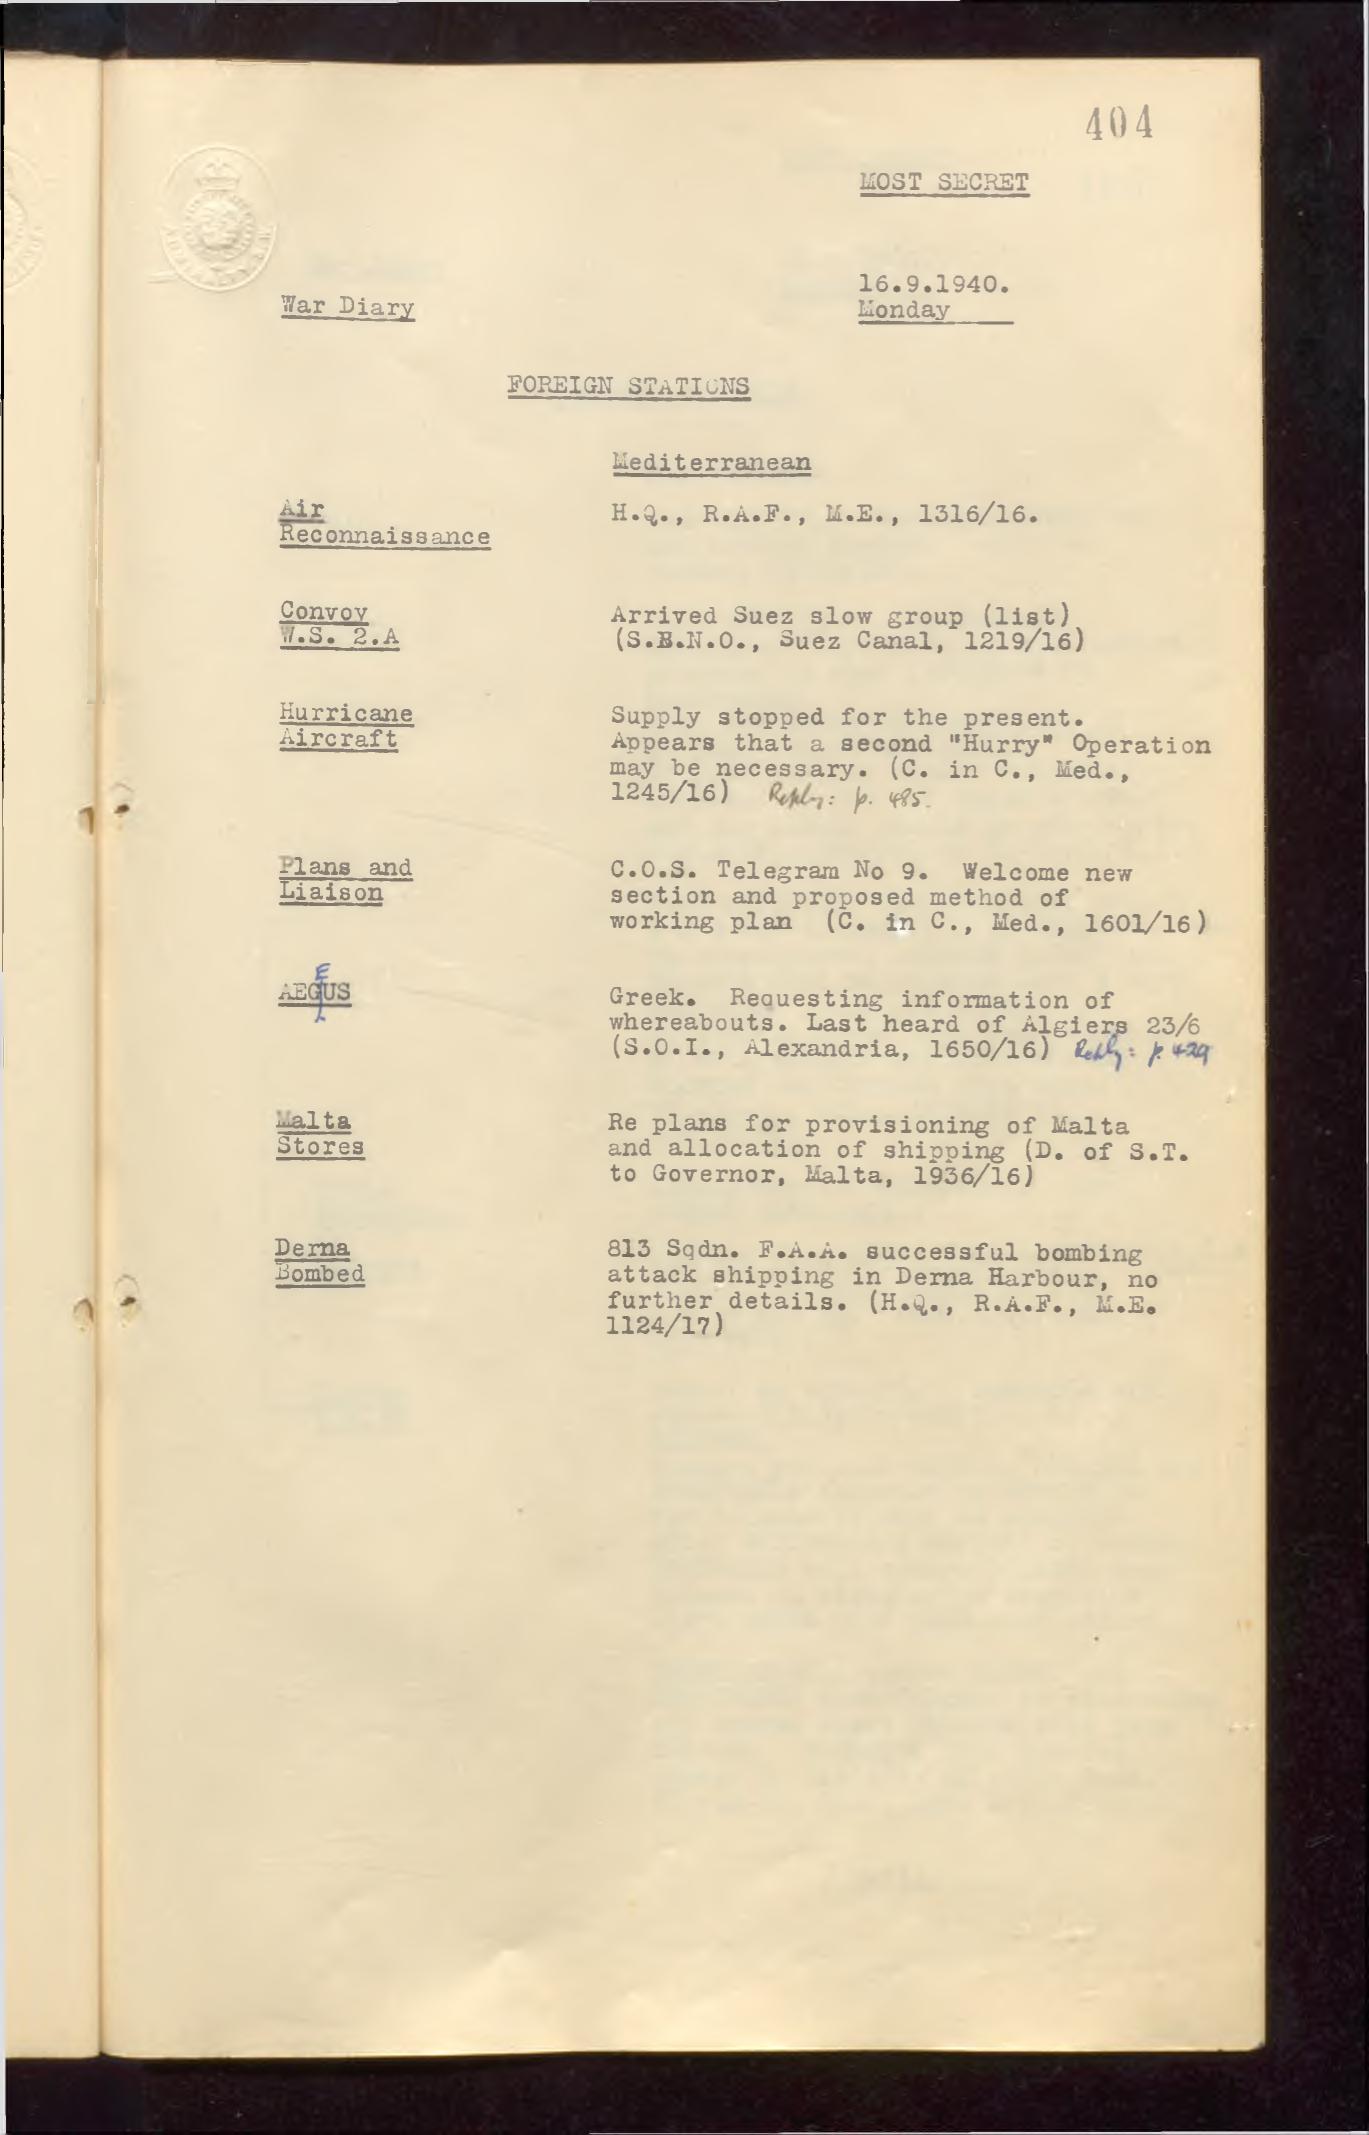 404
MOST SECRET
16.9.1940.
War Diary
Monday
FOREIGN STATIONS
Mediterranean
Air
Reconnaissance
H.Q., R.A.F., M.E., 1316/16.
Convoy
W.S. 2.A
Arrived Suez slow group (list)
(S.B.N.O., Suez Canal, 1219/16)
Hurricane
Aircraft
Supply stopped for the present.
Appears that a second "Hurry" Operation
may be necessary. (C. in C., Med.,
1245/16) Reply: p. 485.
Plans and
Liaison
C.O.S. Telegram No 9. Welcome new
section and proposed method of
working plan (C. in C., Med., 1601/16)
E
AEGUS
Greek. Requesting information of
whereabouts. Last heard of Algiers 23/6
(S.O.I., Alexandria, 1650/16) Reply: p. 429
Malta
Stores
Re plans for provisioning of Malta
and allocation of shipping (D. of S.T.
to Governor, Malta, 1936/16)
Derna
Bombed
813 Sqdn. F.A.A. successful bombing
attack shipping in Derna Harbour, no
further details. (H.Q., R.A.F., M.E.
1124/17)